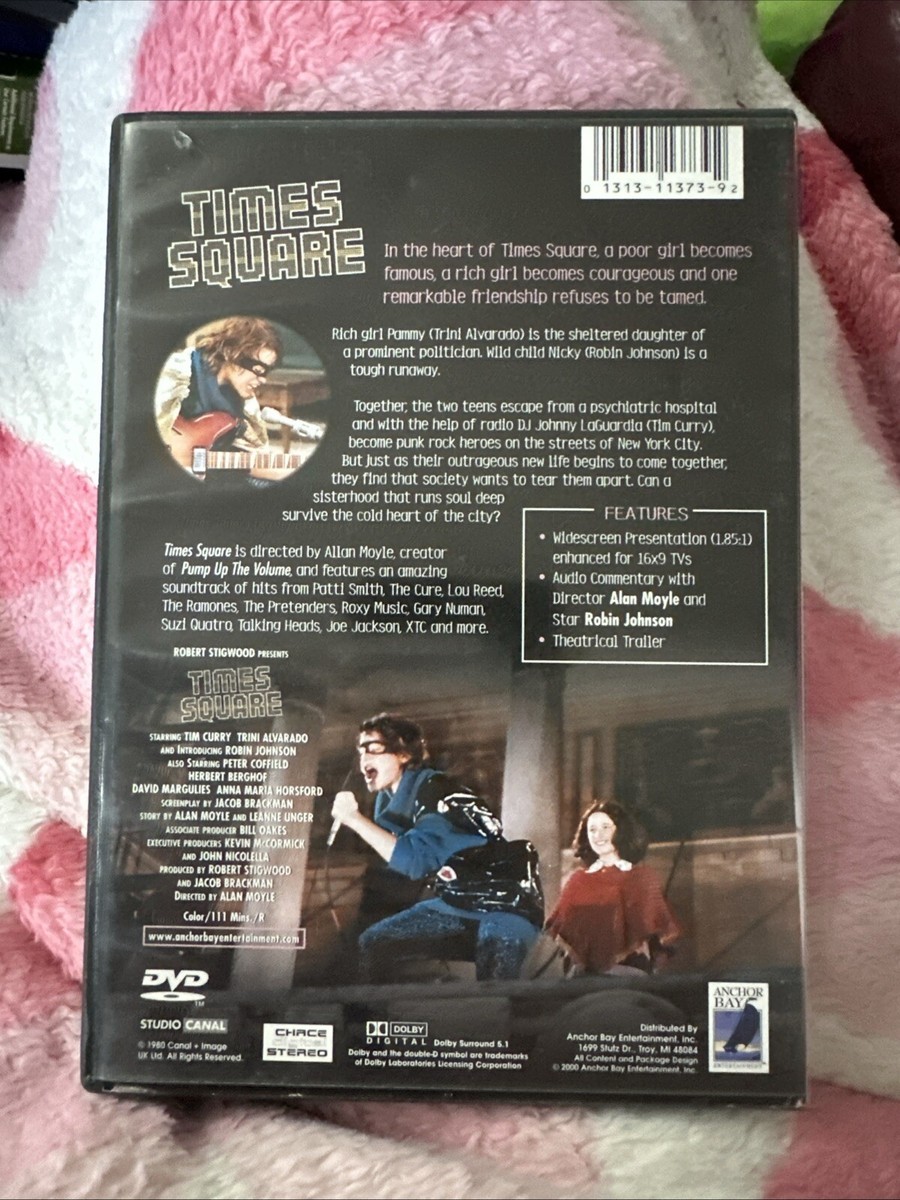 0 1313-11373-9 2
TIMES
SQUARE
In the heart of Times Square, a poor girl becomes
famous, a rich girl becomes courageous and one
remarkable friendship refuses to be tamed.
Rich girl Pammy (Trini Alvarado) is the sheltered daughter of
a prominent politician. Wild child Nicky (Robin Johnson) is a
tough runaway.
Together, the two teens escape from a psychiatric hospital
and with the help of radio DJ Johnny LaGuardia (Tim Curry),
become punk rock heroes on the streets of New York City.
But just as their outrageous new life begins to come together,
they find that society wants to tear them apart. Can a
sisterhood that runs soul deep
survive the cold heart of the city?
Times Square is directed by Allan Moyle, creator
of Pump Up The Volume, and features an amazing
soundtrack of hits from Patti Smith, The Cure, Lou Reed,
The Ramones, The Pretenders, Roxy Music, Gary Numan,
Suzi Quatro, Talking Heads, Joe Jackson, XTC and more.
FEATURES
• Widescreen Presentation (1.85:1)
enhanced for 16x9 TVs
• Audio Commentary with
Director Alan Moyle and
Star Robin Johnson
• Theatrical Trailer
ROBERT STIGWOOD PRESENTS
TIMES
SQUARE
STARRING TIM CURRY TRINI ALVARADO
AND INTRODUCING ROBIN JOHNSON
ALSO STARRING PETER COFFIELD
HERBERT BERGHOF
DAVID MARGULIES ANNA MARIA HORSFORD
SCREENPLAY BY JACOB BRACKMAN
STORY BY ALAN MOYLE AND LEANNE UNGER
ASSOCIATE PRODUCER BILL OAKES
EXECUTIVE PRODUCERS KEVIN McCORMICK
AND JOHN NICOLELLA
PRODUCED BY ROBERT STIGWOOD
AND JACOB BRACKMAN
DIRECTED BY ALAN MOYLE
Color/111 Mins./R
www.anchorbayentertainment.com
DVD
TM
STUDIO CANAL
© 1980 Canal + Image
UK Ltd. All Rights Reserved.
CHACE
DIGITAL
STEREO
DOLBY
DIGITAL Dolby Surround 5.1
Dolby and the double-D symbol are trademarks
of Dolby Laboratories Licensing Corporation
Distributed By
Anchor Bay Entertainment, Inc.
1699 Stutz Dr., Troy, MI 48084
All Content and Package Design
© 2000 Anchor Bay Entertainment, Inc.
ANCHOR
BAY
ENTERTAINMENT